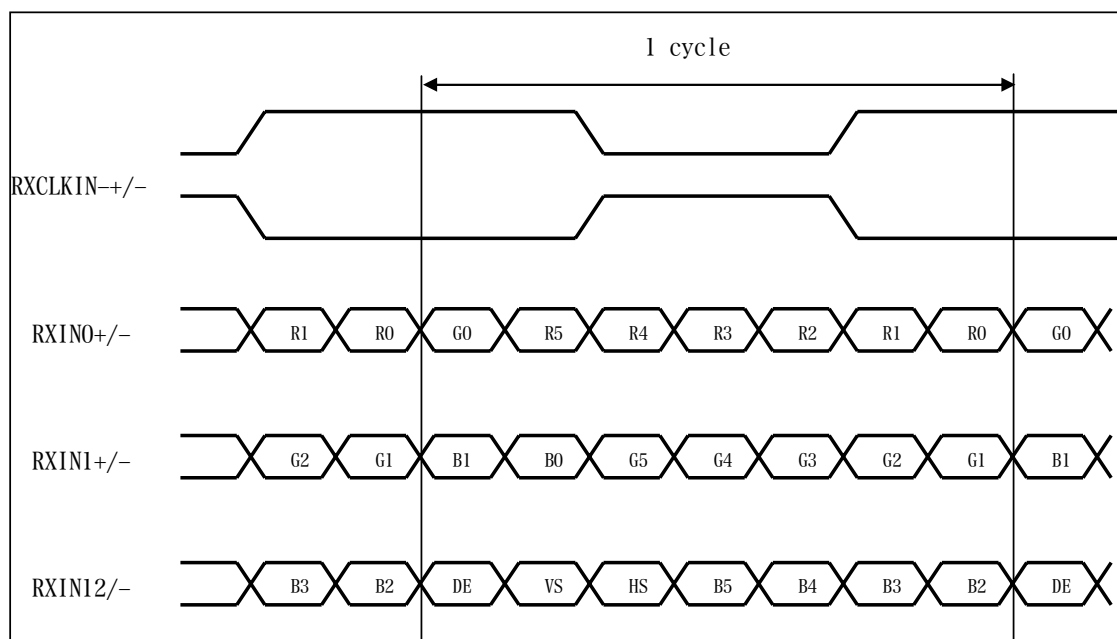 1 cycle
RXCLKIN-+/-
RXIN0+/- R1 R0 G0 R5 R4 R3 R2 R1 R0 G0
RXIN1+/- G2 G1 B1 B0 G5 G4 G3 G2 G1 B1
RXIN12/- B3 B2 DE VS HS B5 B4 B3 B2 DE